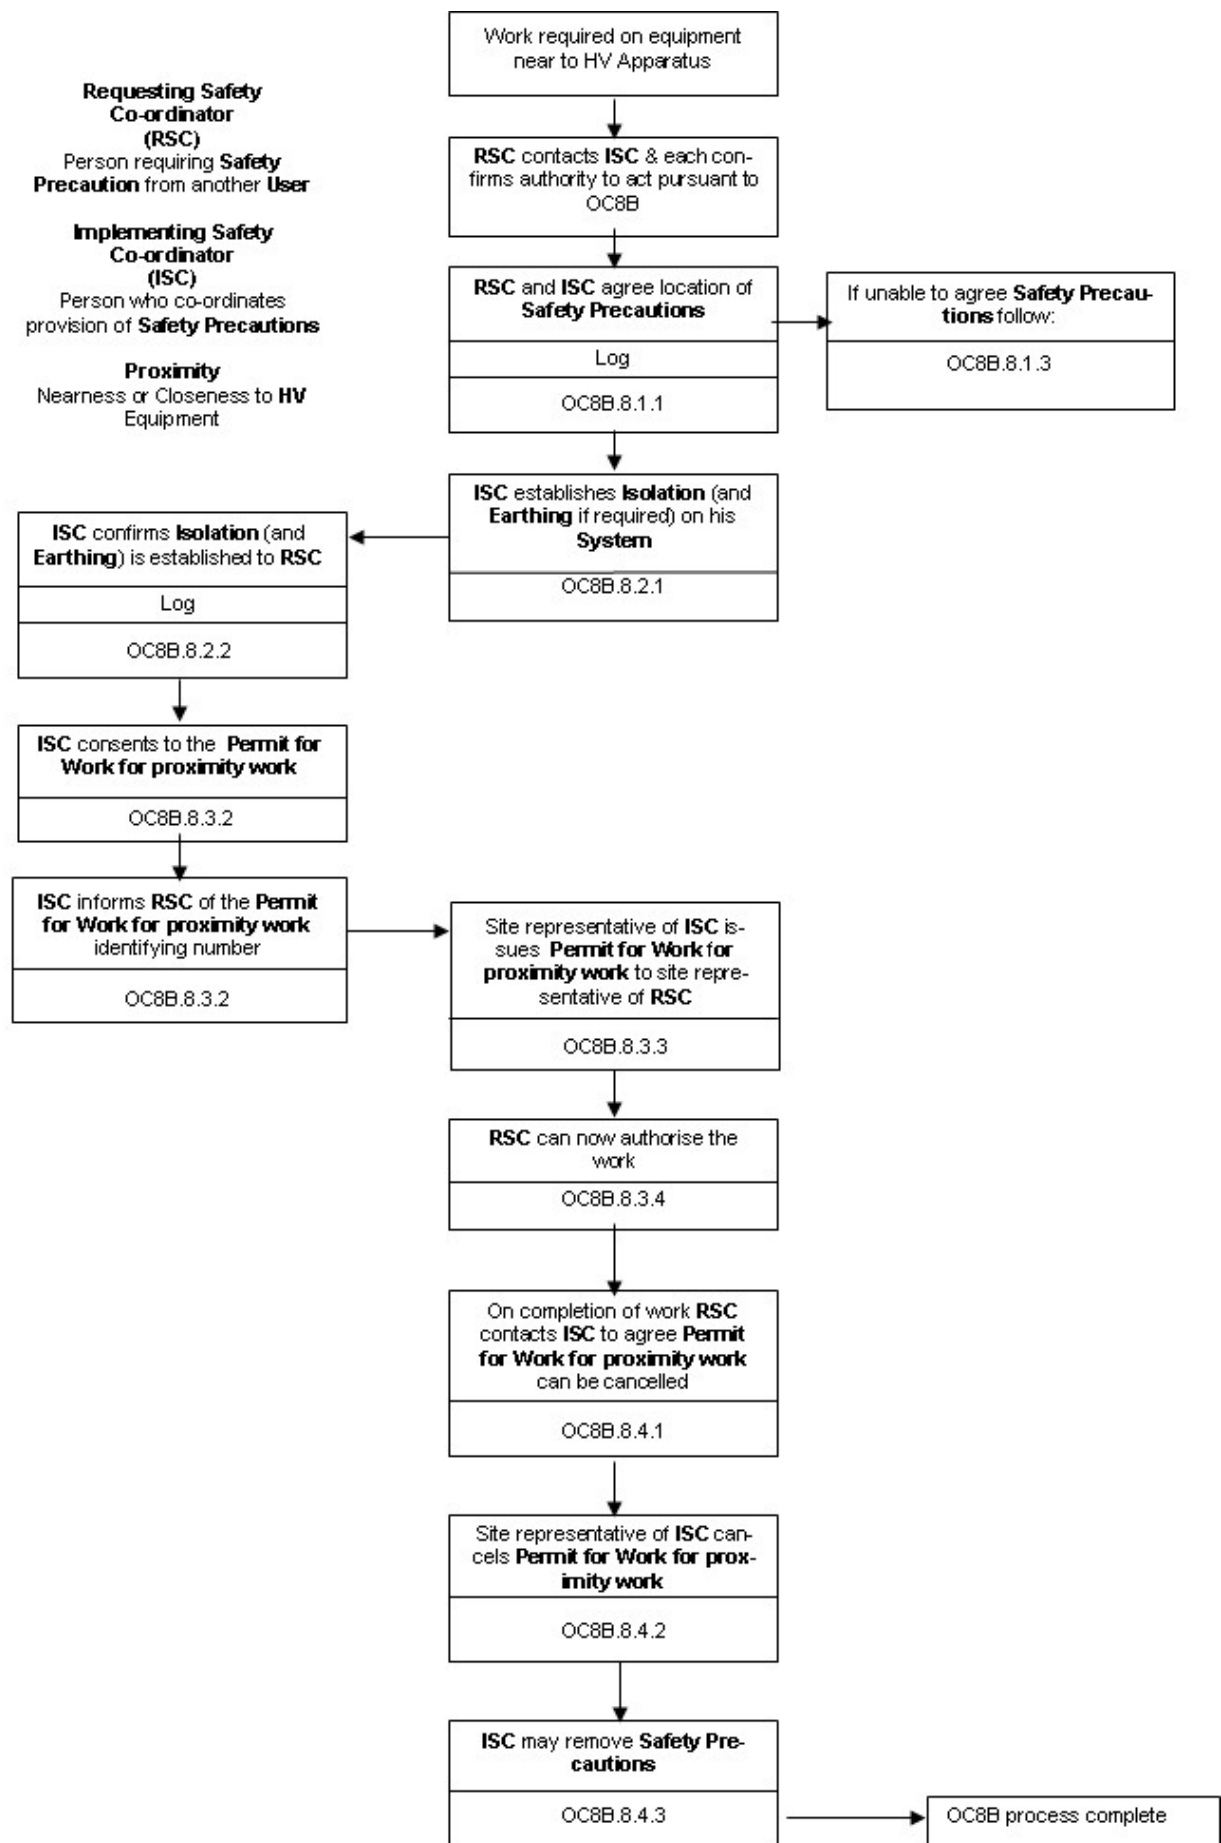 Work required on equipment
near to HV Apparatus
Requesting Safety
Co-ordinator
(RSC)
Person requiring Safety
Precaution from another User
Implementing Safety
Co-ordinator
(ISC)
Person who co-ordinates
provision of Safety Precautions
Proximity
Nearness or Closeness to HV
Equipment
RSC contacts ISC & each con-
firms authority to act pursuant to
OC8B
RSC and ISC agree location of
Safety Precautions
Log
OC8B.8.1.1
If unable to agree Safety Precau-
tions follow:
OC8B.8.1.3
ISC establishes Isolation (and
Earthing if required) on his
System
OC8B.8.2.1
ISC confirms Isolation (and
Earthing) is established to RSC
Log
OC8B.8.2.2
ISC consents to the Permit for
Work for proximity work
OC8B.8.3.2
ISC informs RSC of the Permit
for Work for proximity work
identifying number
OC8B.8.3.2
Site representative of ISC is-
sues Permit for Work for
proximity work to site repre-
sentative of RSC
OC8B.8.3.3
RSC can now authorise the
work
OC8B.8.3.4
On completion of work RSC
contacts ISC to agree Permit
for Work for proximity work
can be cancelled
OC8B.8.4.1
Site representative of ISC can-
cels Permit for Work for prox-
imity work
OC8B.8.4.2
ISC may remove Safety Pre-
cautions
OC8B.8.4.3
OC8B process complete